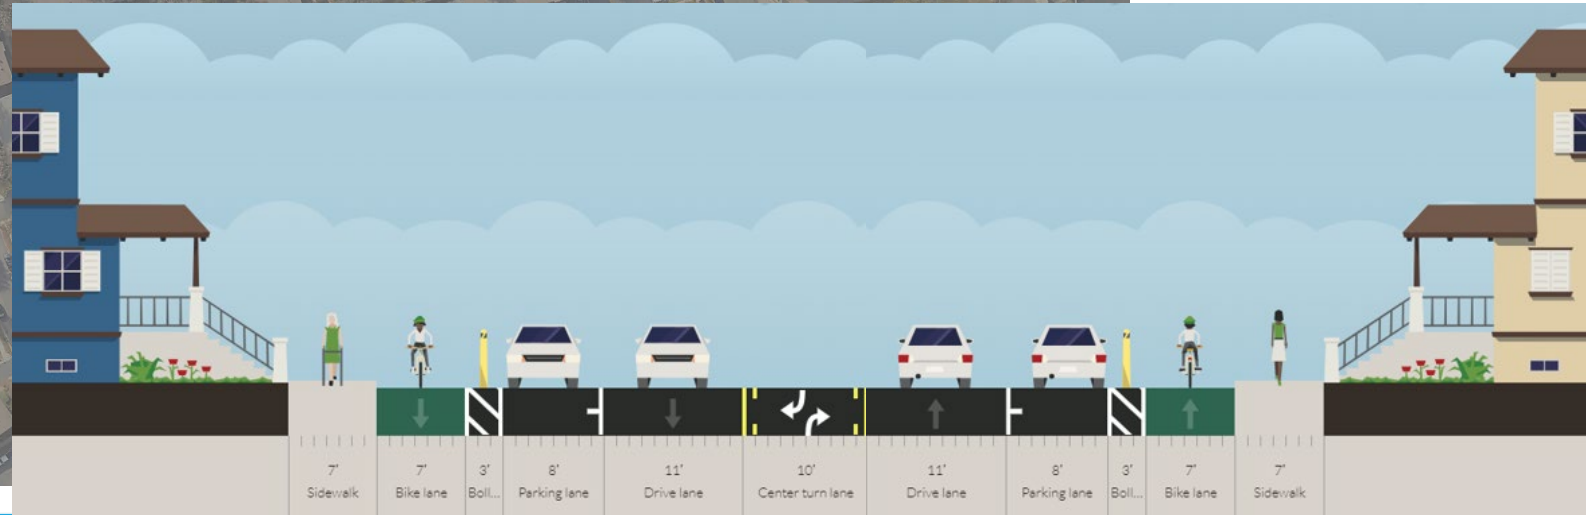 7' 7' 3' 8' 11' 10' 11' 8' 3' 7' 7'
Sidewalk Bike lane Boll... Parking lane Drive lane Center turn lane Drive lane Parking lane Boll... Bike lane Sidewalk